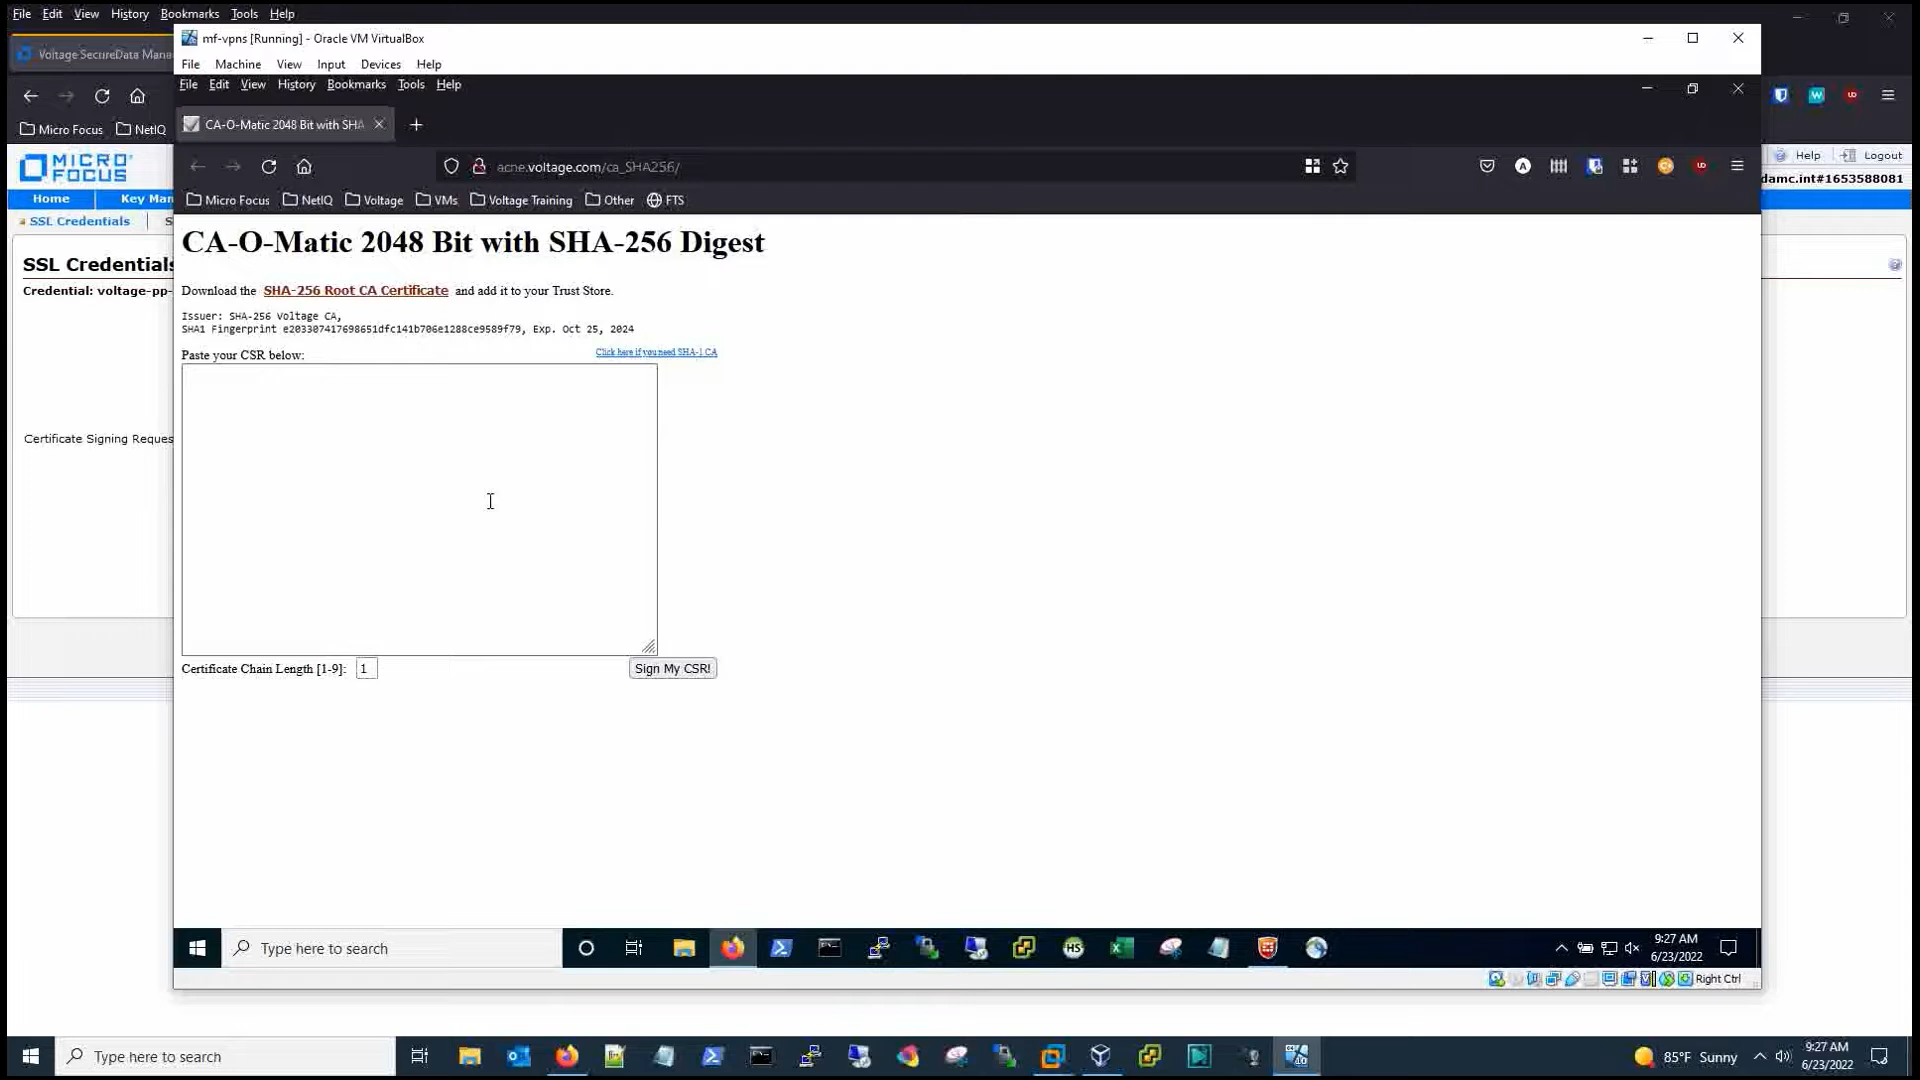 File Edit View History Bookmarks Tools Help
Voltage SecureData Mana
mf-vpns [Running] - Oracle VM VirtualBox
File Machine View Input Devices Help
File Edit View History Bookmarks Tools Help
CA-O-Matic 2048 Bit with SHA
acne.voltage.com/ca_SHA256/
Micro Focus NetIQ
Micro Focus NetIQ Voltage VMs Voltage Training Other FTS
MICRO FOCUS
Help Logout
damc.int#1653588081
Home Key Man
SSL Credentials S
SSL Credentials
Credential: voltage-pp-
Certificate Signing Reques
CA-O-Matic 2048 Bit with SHA-256 Digest
Download the SHA-256 Root CA Certificate and add it to your Trust Store.
Issuer: SHA-256 Voltage CA,
SHA1 Fingerprint e203307417698651dfc141b706e1288ce9589f79, Exp. Oct 25, 2024
Paste your CSR below: Click here if you need SHA-1 CA
Certificate Chain Length [1-9]: 1 Sign My CSR!
Type here to search
9:27 AM
6/23/2022
Right Ctrl
Type here to search
85°F Sunny
9:27 AM
6/23/2022